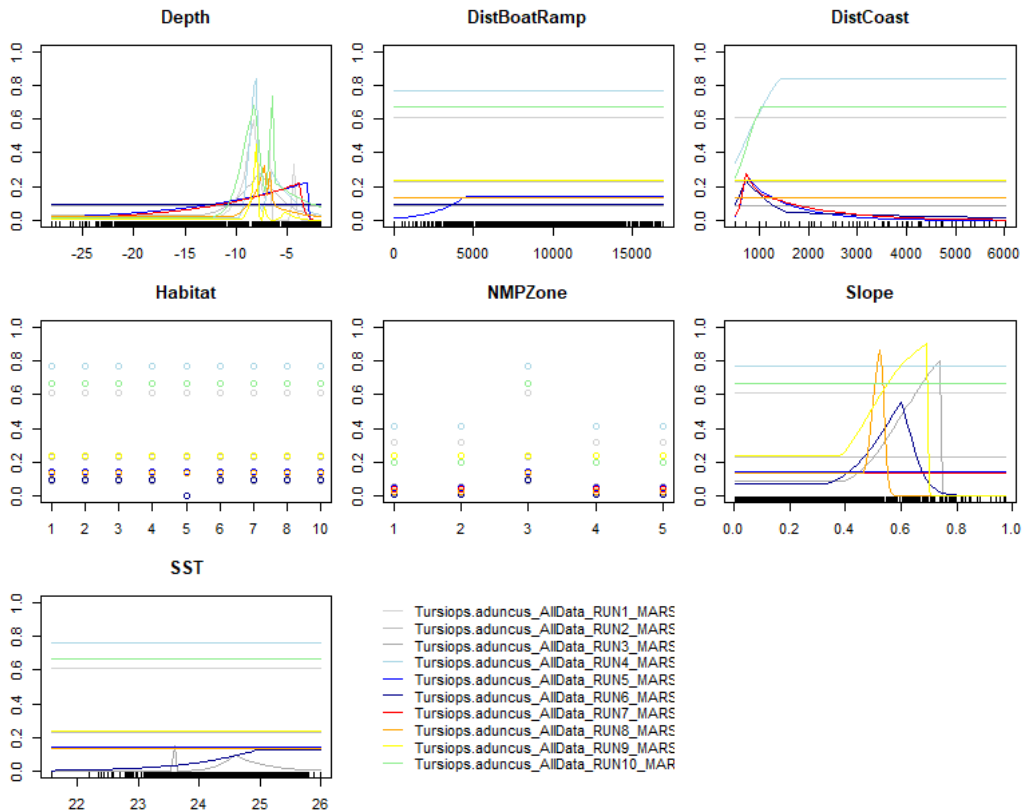 Depth
DistBoatRamp
DistCoast
0.0 0.2 0.4 0.6 0.8 1.0
-25 -20 -15 -10 -5
0.0 0.2 0.4 0.6 0.8 1.0
0 5000 10000 15000
0.0 0.2 0.4 0.6 0.8 1.0
1000 2000 3000 4000 5000 6000
Habitat
NMPZone
Slope
0.0 0.2 0.4 0.6 0.8 1.0
1 2 3 4 5 6 7 8 10
0.0 0.2 0.4 0.6 0.8 1.0
1 2 3 4 5
0.0 0.2 0.4 0.6 0.8 1.0
0.0 0.2 0.4 0.6 0.8 1.0
SST
0.0 0.2 0.4 0.6 0.8 1.0
22 23 24 25 26
Tursiops.aduncus_AllData_RUN1_MARS
Tursiops.aduncus_AllData_RUN2_MARS
Tursiops.aduncus_AllData_RUN3_MARS
Tursiops.aduncus_AllData_RUN4_MARS
Tursiops.aduncus_AllData_RUN5_MARS
Tursiops.aduncus_AllData_RUN6_MARS
Tursiops.aduncus_AllData_RUN7_MARS
Tursiops.aduncus_AllData_RUN8_MARS
Tursiops.aduncus_AllData_RUN9_MARS
Tursiops.aduncus_AllData_RUN10_MAR